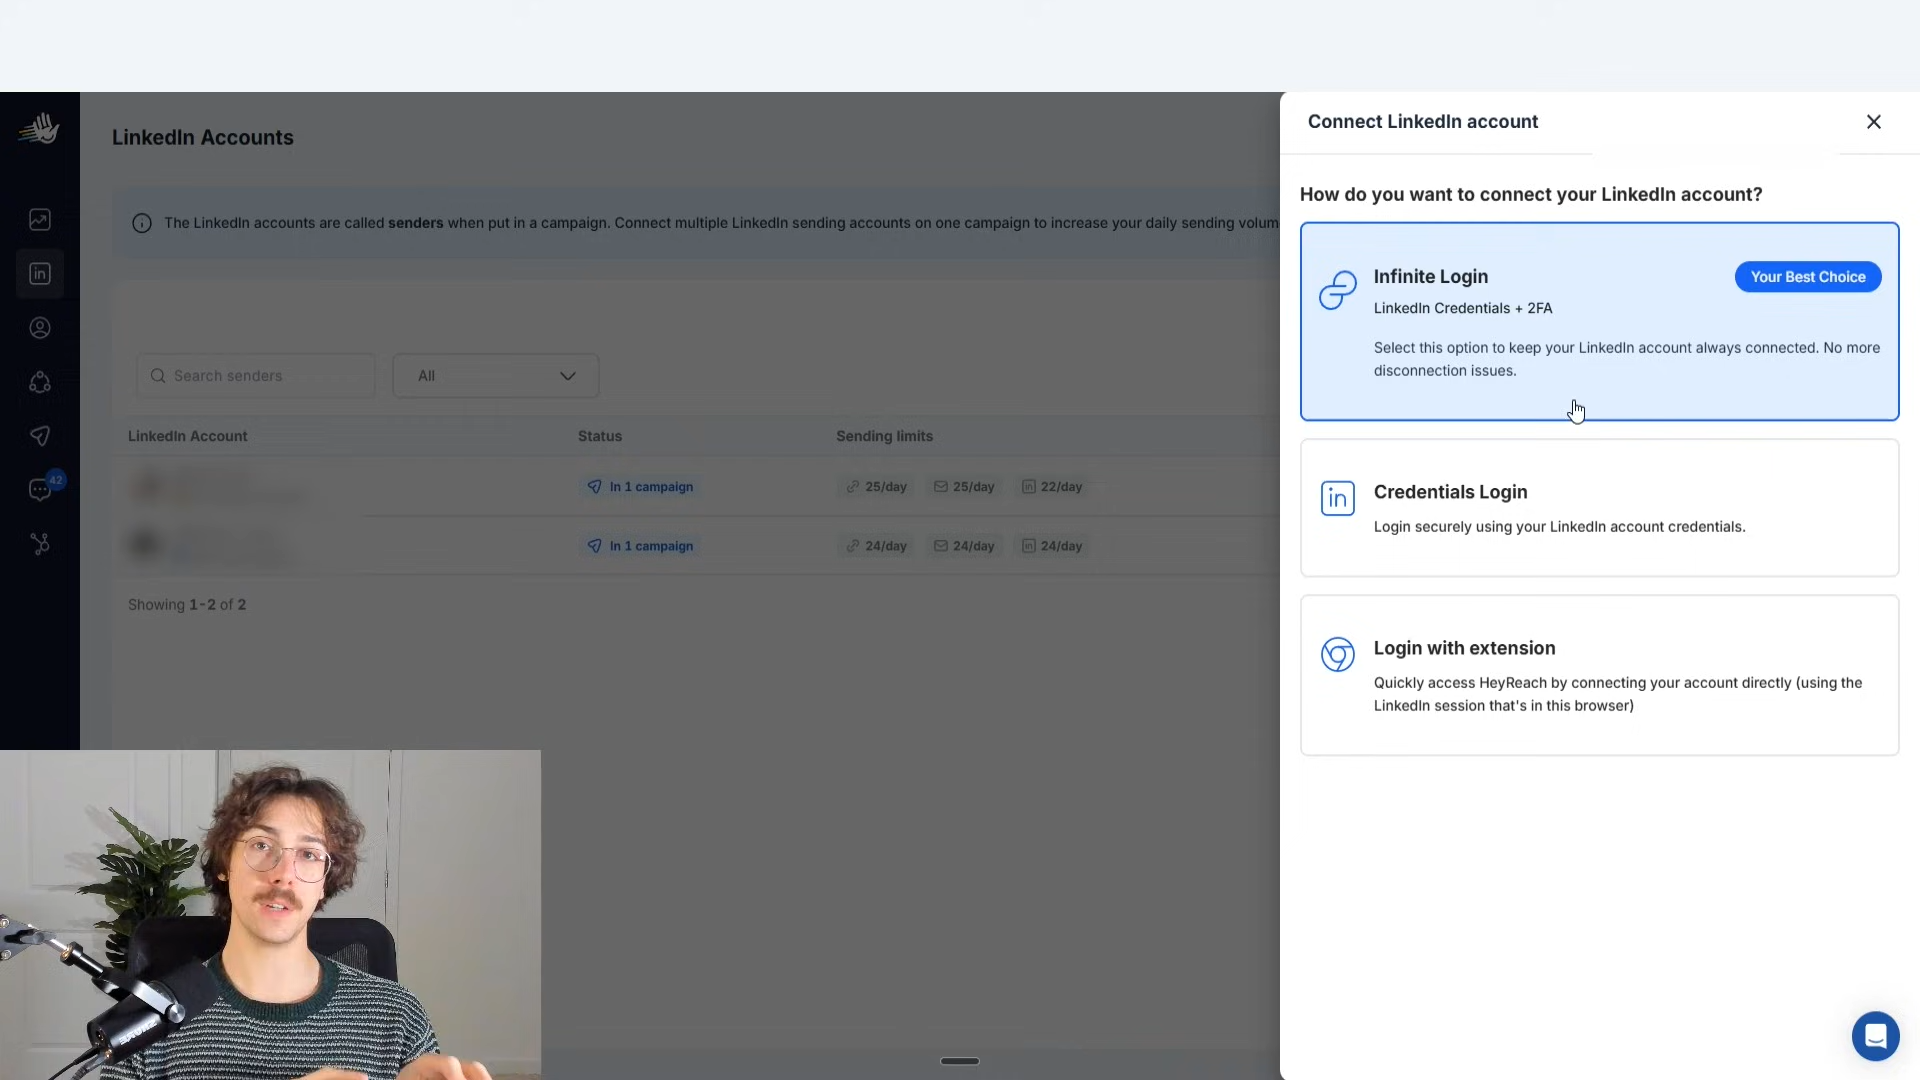 LinkedIn Accounts
The LinkedIn accounts are called senders when put in a campaign. Connect multiple LinkedIn sending accounts on one campaign to increase your daily sending volum
Search senders
All
LinkedIn Account
Status
Sending limits
In 1 campaign
25/day
25/day
22/day
In 1 campaign
24/day
24/day
24/day
Showing 1-2 of 2
42
Connect LinkedIn account
How do you want to connect your LinkedIn account?
Infinite Login
Your Best Choice
LinkedIn Credentials + 2FA
Select this option to keep your LinkedIn account always connected. No more
disconnection issues.
in
Credentials Login
Login securely using your LinkedIn account credentials.
Login with extension
Quickly access HeyReach by connecting your account directly (using the
LinkedIn session that's in this browser)